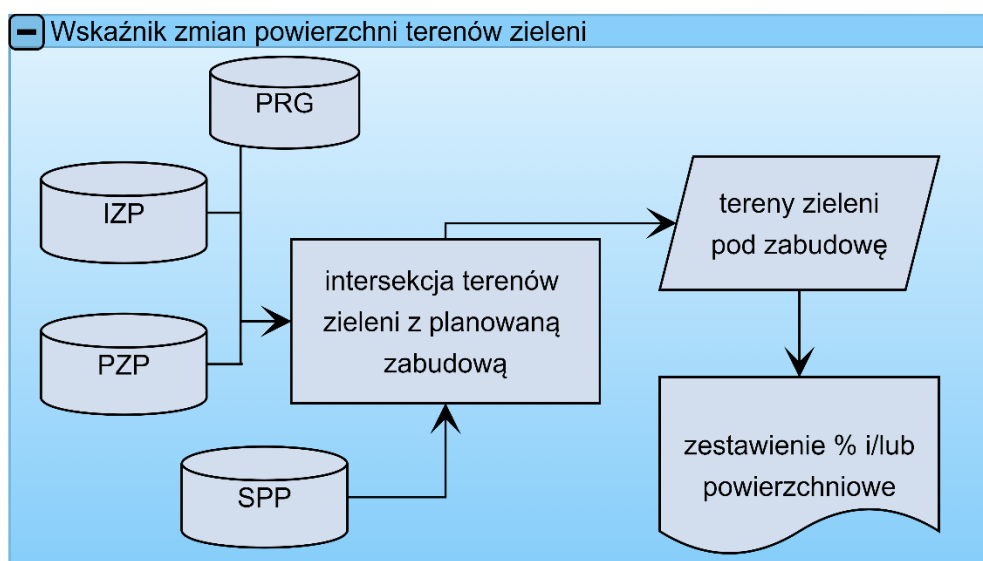 Wskaźnik zmian powierzchni terenów zieleni
PRG
IZP
PZP
SPP
intersekcja terenów
zieleni z planowaną
zabudową
tereny zieleni
pod zabudowę
zestawienie % i/lub
powierzchniowe